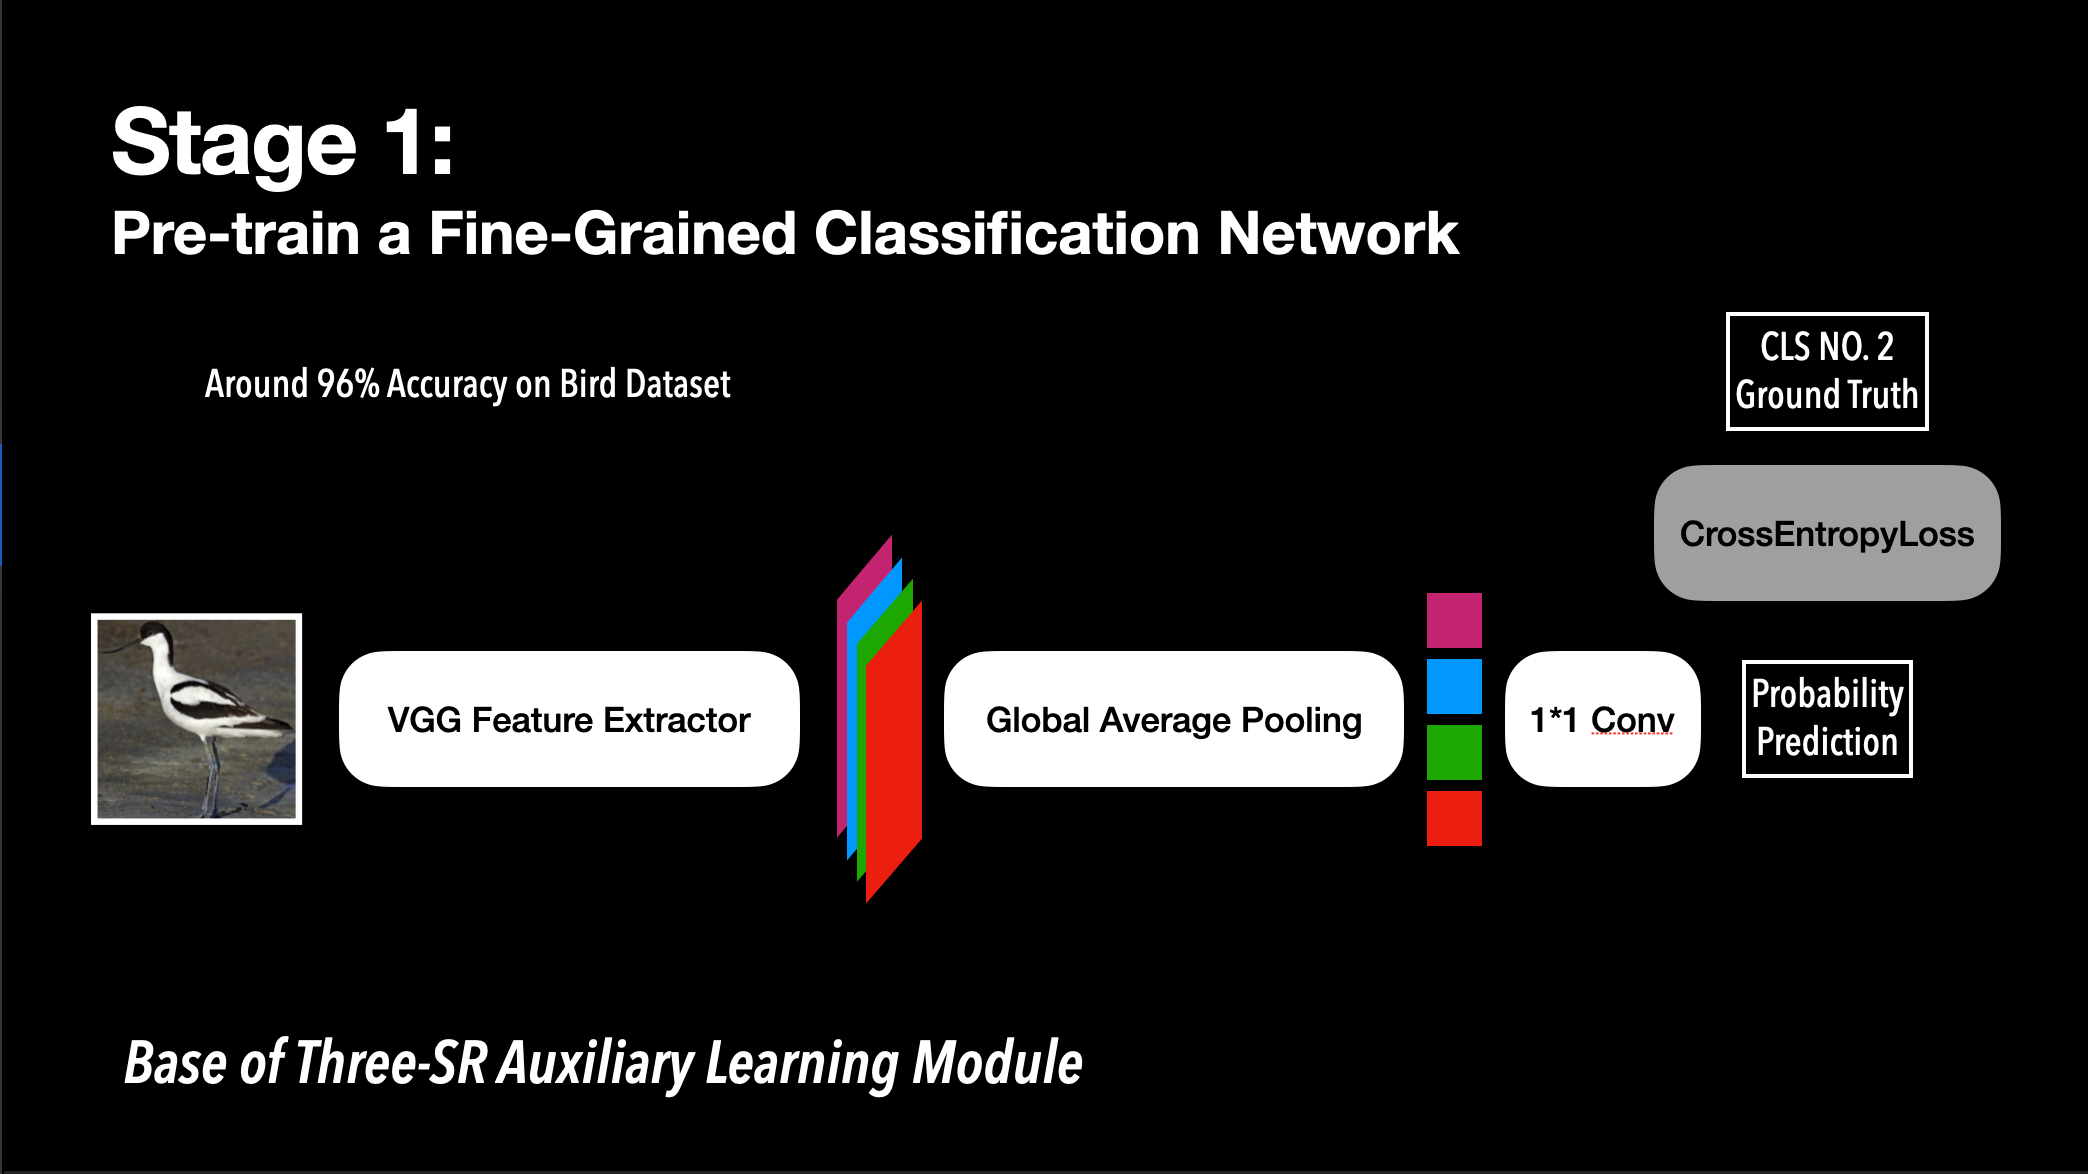 Stage 1:
Pre-train a Fine-Grained Classification Network
Around 96% Accuracy on Bird Dataset
CLS NO. 2
Ground Truth
CrossEntropyLoss
VGG Feature Extractor
Global Average Pooling
1*1 Conv
Probability
Prediction
Base of Three-SR Auxiliary Learning Module